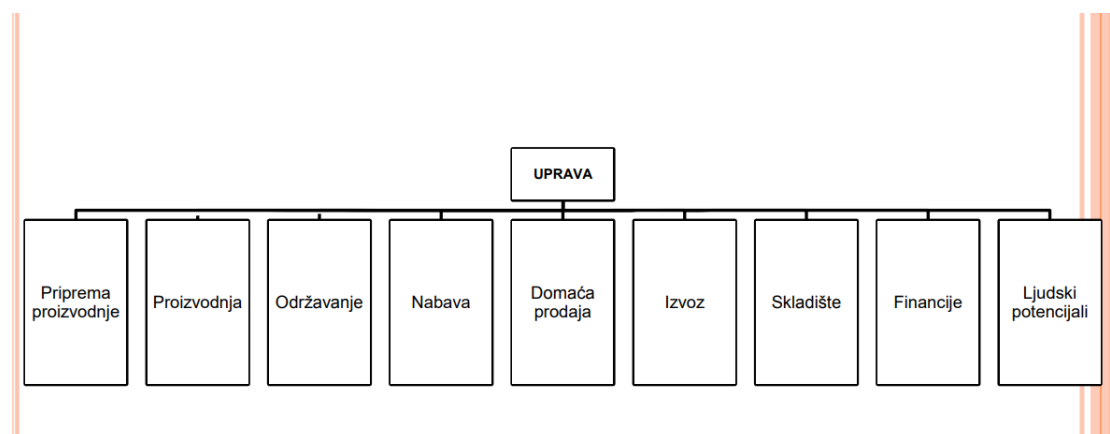 UPRAVA
Priprema
proizvodnje
Proizvodnja
Održavanje
Nabava
Domaća
prodaja
Izvoz
Skladište
Financije
Ljudski
potencijali